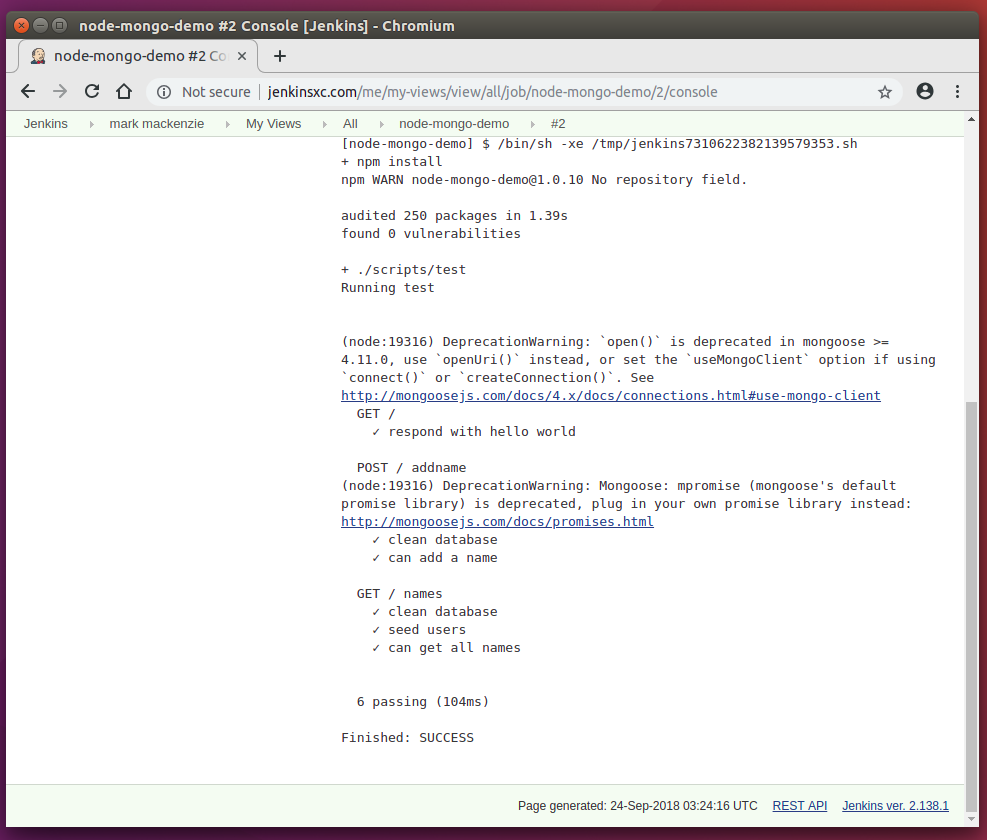 node-mongo-demo #2 Console [Jenkins] - Chromium
node-mongo-demo #2 Co
Not secure | jenkinsxc.com/me/my-views/view/all/job/node-mongo-demo/2/console
Jenkins mark mackenzie My Views All node-mongo-demo #2
[node-mongo-demo] $ /bin/sh -xe /tmp/jenkins7310622382139579353.sh
+ npm install
npm WARN node-mongo-demo@1.0.10 No repository field.
audited 250 packages in 1.39s
found 0 vulnerabilities
+ ./scripts/test
Running test
(node:19316) DeprecationWarning: `open()` is deprecated in mongoose >=
4.11.0, use `openUri()` instead, or set the `useMongoClient` option if using
`connect()` or `createConnection()`. See
http://mongoosejs.com/docs/4.x/docs/connections.html#use-mongo-client
GET /
✓ respond with hello world
POST / addname
(node:19316) DeprecationWarning: Mongoose: mpromise (mongoose's default
promise library) is deprecated, plug in your own promise library instead:
http://mongoosejs.com/docs/promises.html
✓ clean database
✓ can add a name
GET / names
✓ clean database
✓ seed users
✓ can get all names
6 passing (104ms)
Finished: SUCCESS
Page generated: 24-Sep-2018 03:24:16 UTC REST API Jenkins ver. 2.138.1